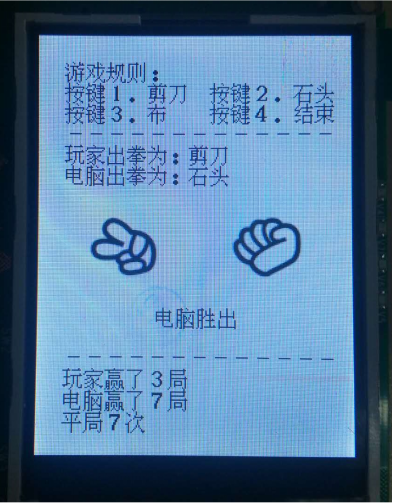 游戏规则：
按键1．剪刀 按键2．石头
按键3．布 按键4．结束
玩家出拳为：剪刀
电脑出拳为：石头
电脑胜出
玩家赢了3局
电脑赢了7局
平局7次